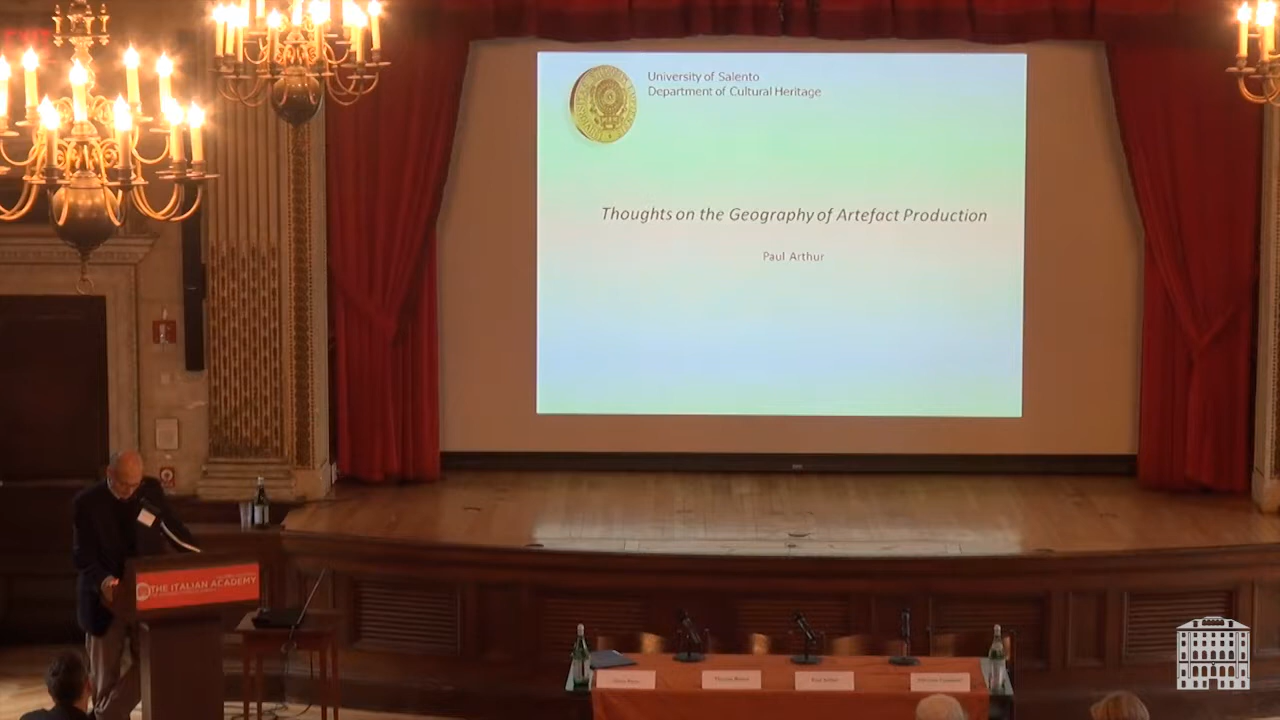 University of Salento
Department of Cultural Heritage
Thoughts on the Geography of Artefact Production
Paul Arthur
THE ITALIAN ACADEMY